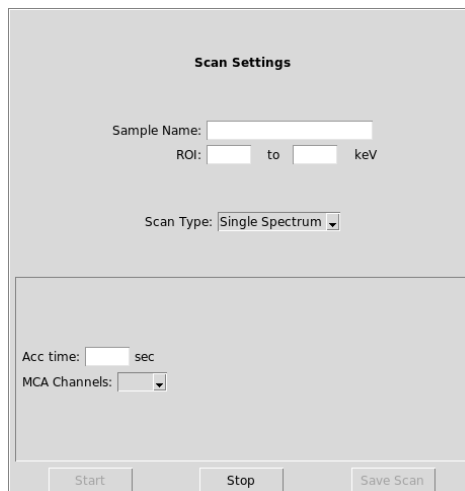 Scan Settings
Sample Name:
ROI: to keV
Scan Type: Single Spectrum
Acc time: sec
MCA Channels:
Start Stop Save Scan